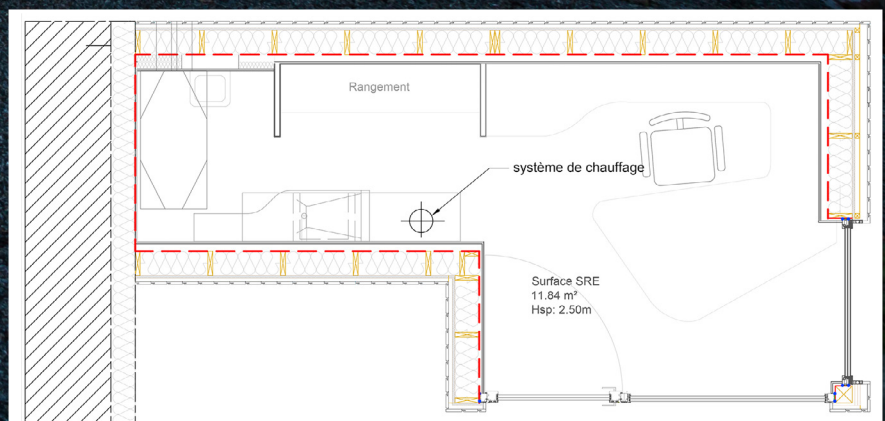 Rangement
système de chauffage
Surface SRE
11.84 m²
Hsp: 2.50m